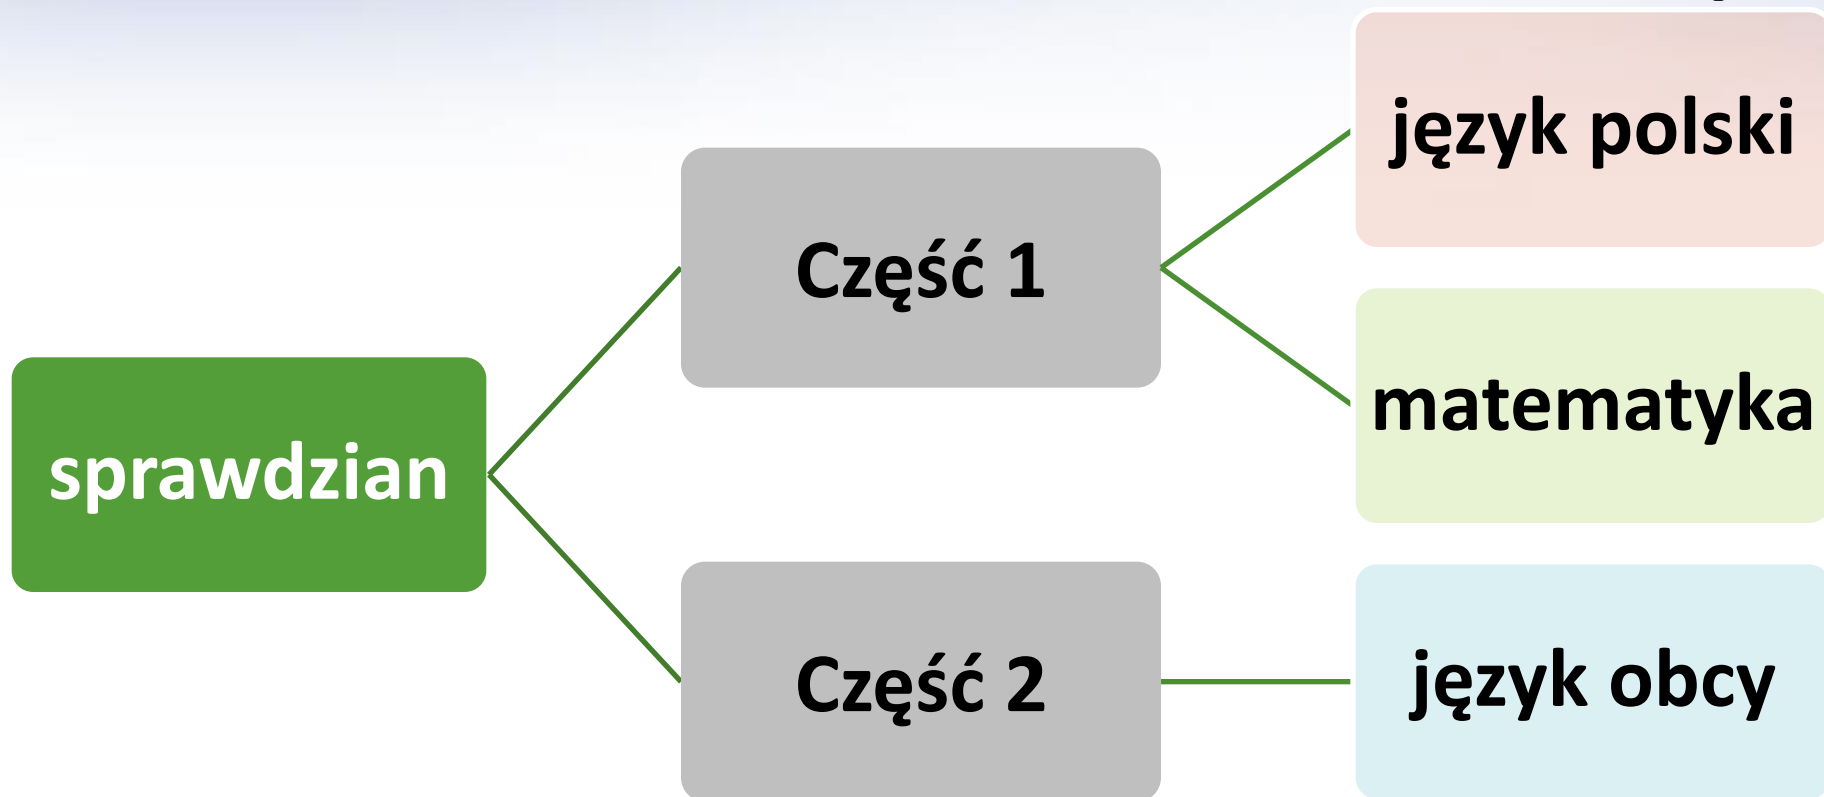 sprawdzian
Część 1
język polski
matematyka
Część 2
język obcy